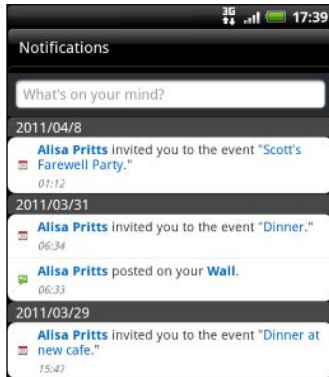 3G 17:39
Notifications
What's on your mind?
2011/04/8
Alisa Pritts invited you to the event "Scott's
Farewell Party."
01:12
2011/03/31
Alisa Pritts invited you to the event "Dinner."
06:34
Alisa Pritts posted on your Wall.
06:33
2011/03/29
Alisa Pritts invited you to the event "Dinner at
new cafe."
15:47